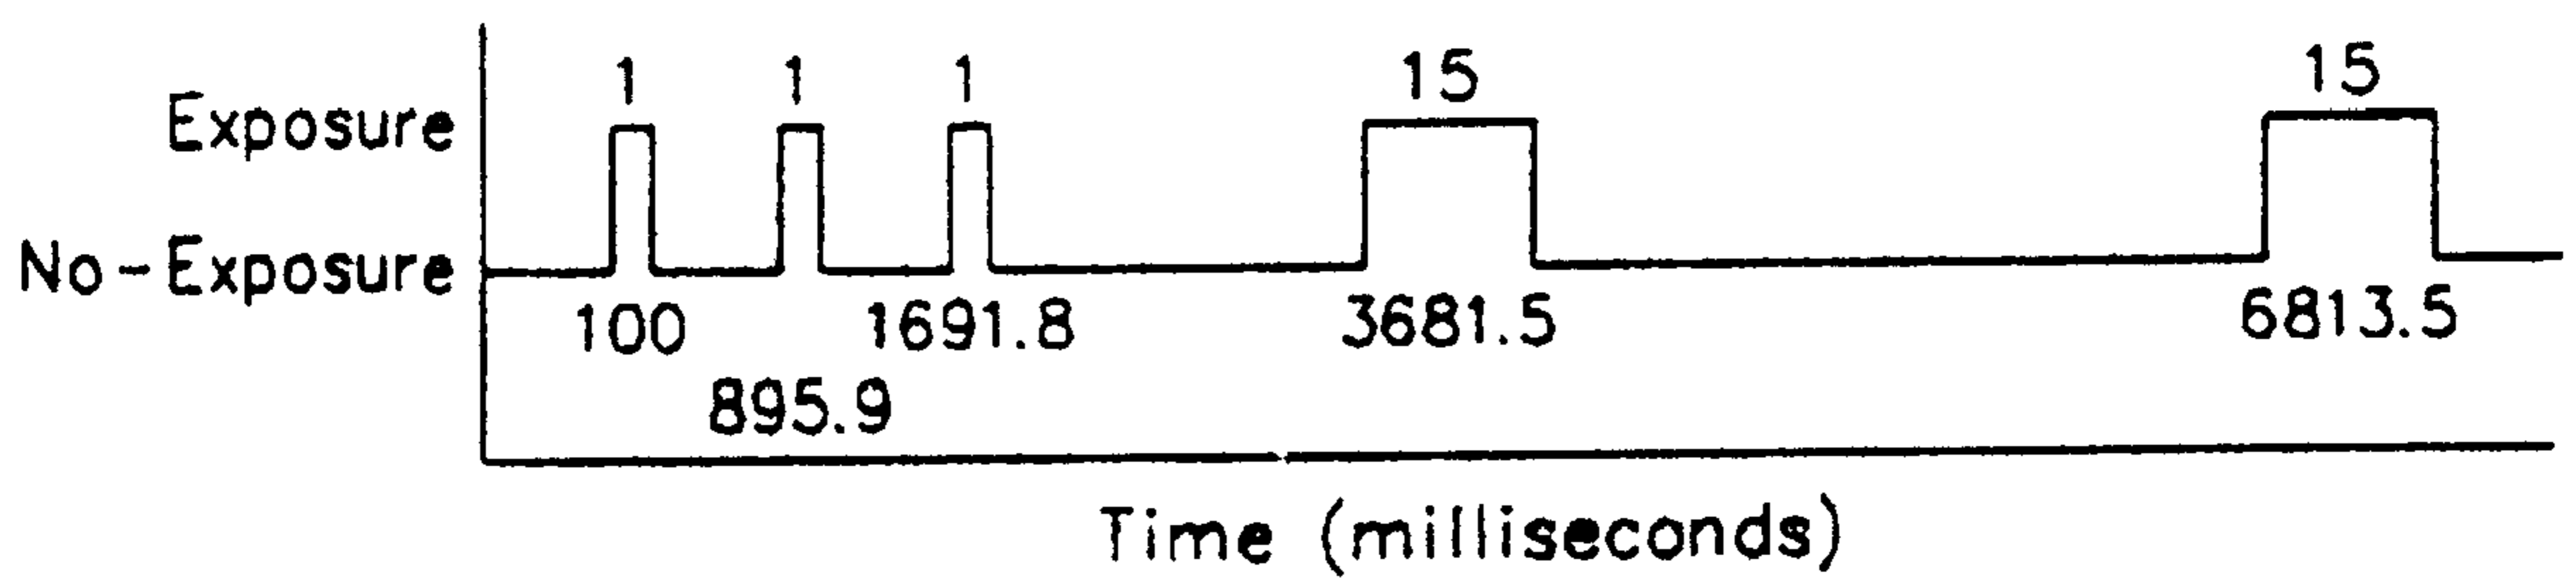 1 1 1 15 15
Exposure
No-Exposure
100 1691.8 3681.5 6813.5
895.9
Time (milliseconds)